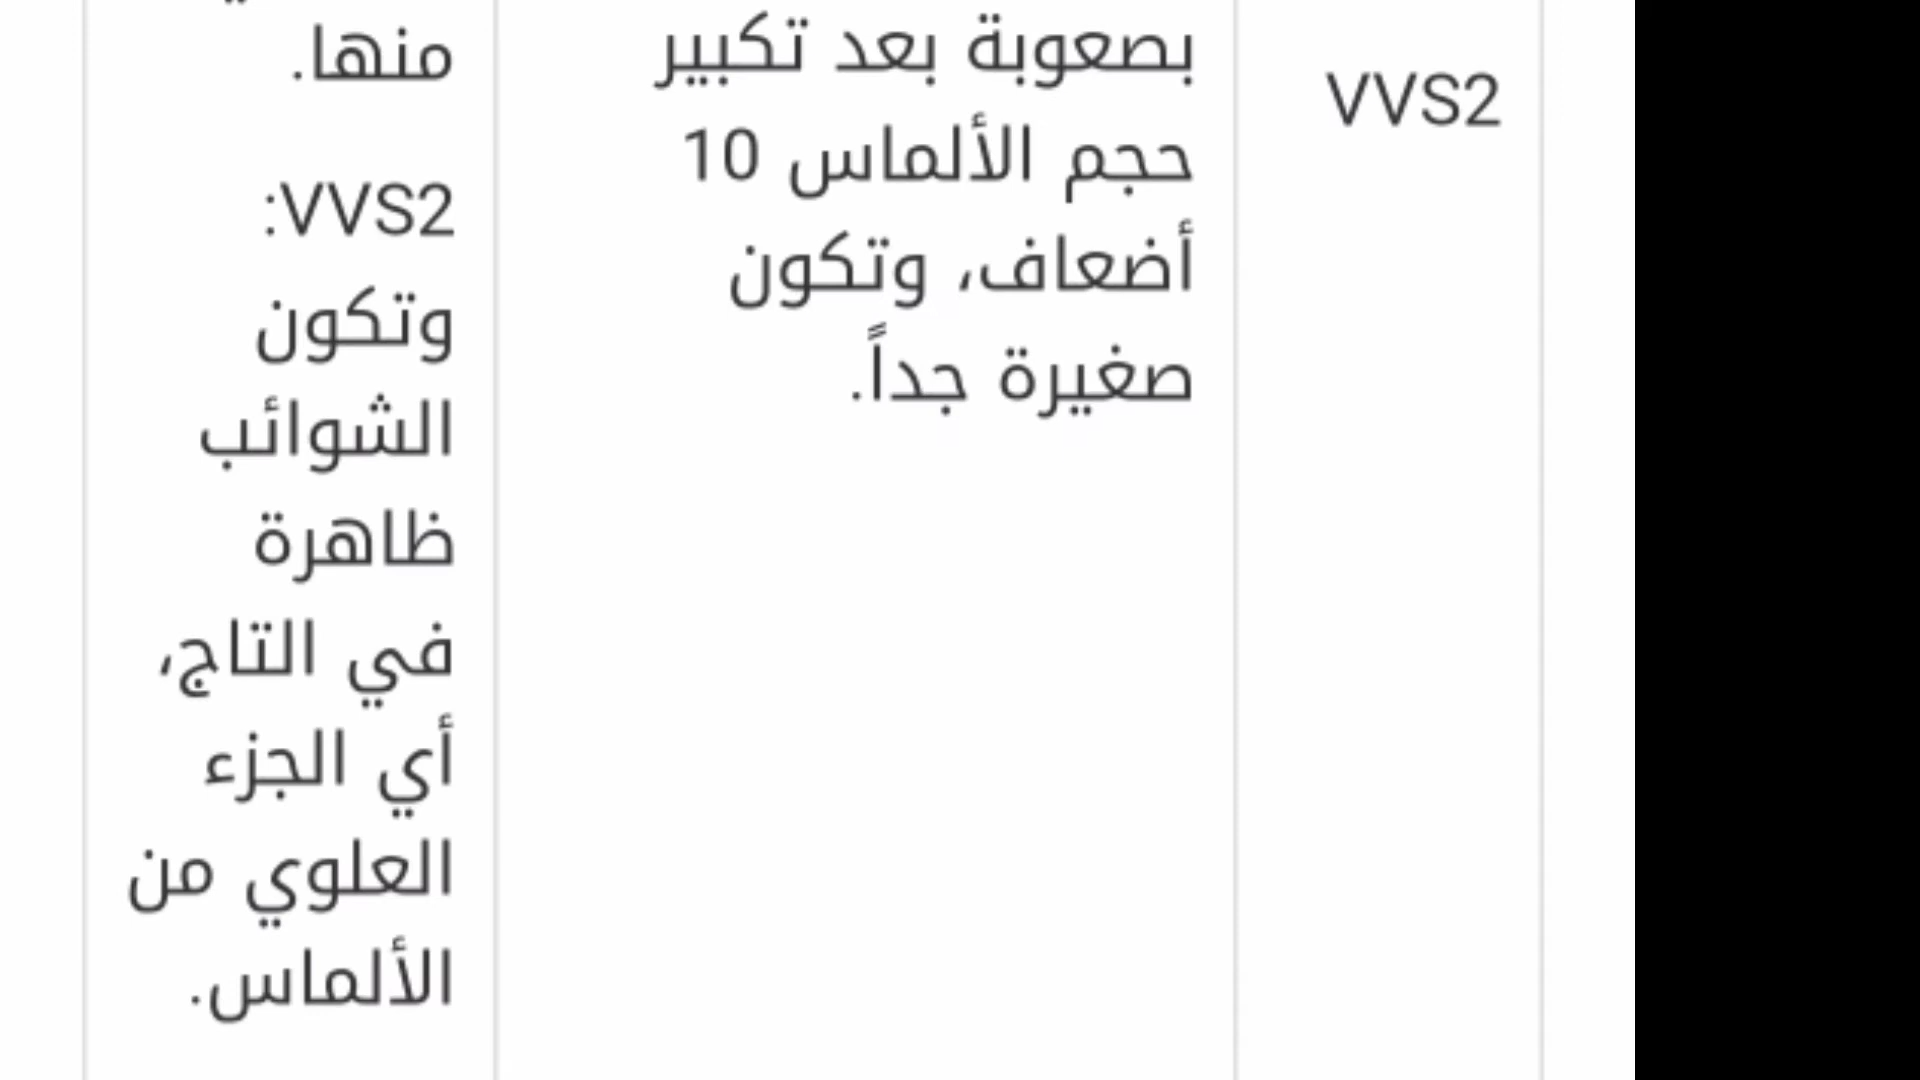 VVS2
بصعوبة بعد تكبير
حجم الألماس 10
أضعاف، وتكون
صغيرة جداً.
منها.
VVS2:
وتكون
الشوائب
ظاهرة
في التاج،
أي الجزء
العلوي من
الألماس.